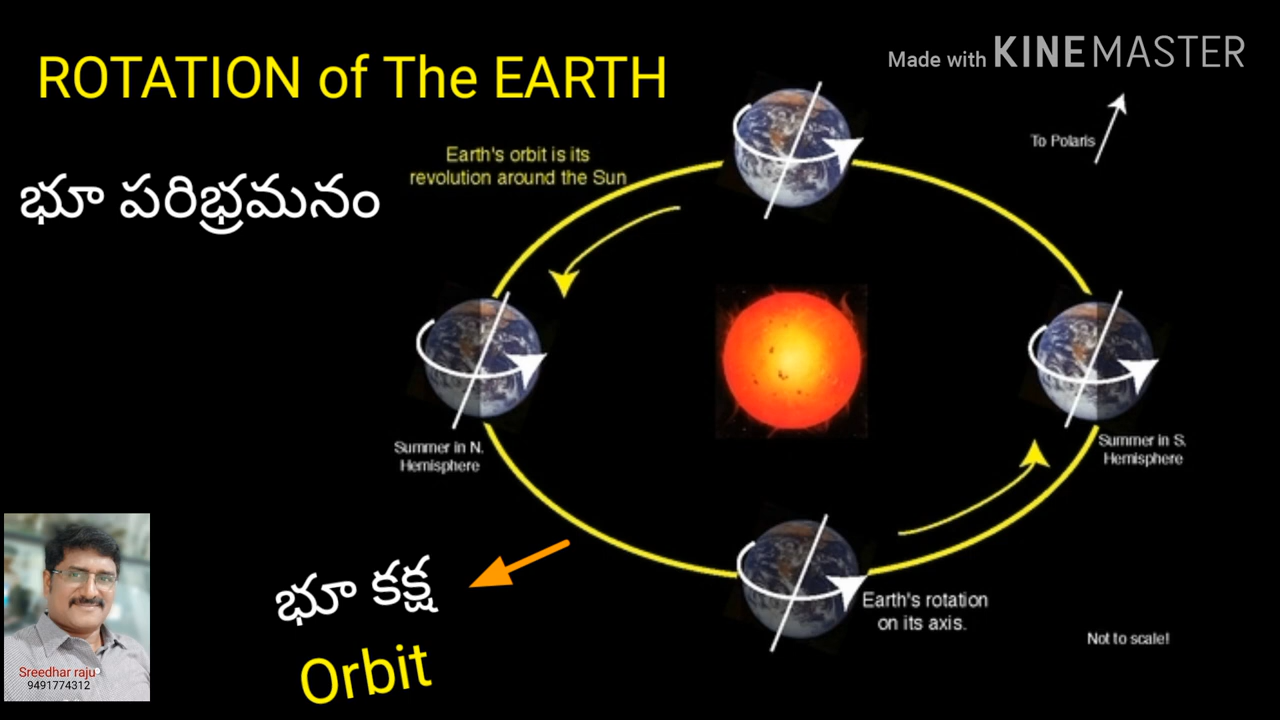 ROTATION of The EARTH
Made with KINEMASTER
To Polaris
Earth's orbit is its
revolution around the Sun
భూ పరిభ్రమనం
Summer in N.
Hemisphere
Summer in S.
Hemisphere
భూ కక్ష
Orbit
Earth's rotation
on its axis.
Not to scale!
Sreedhar raju
9491774312